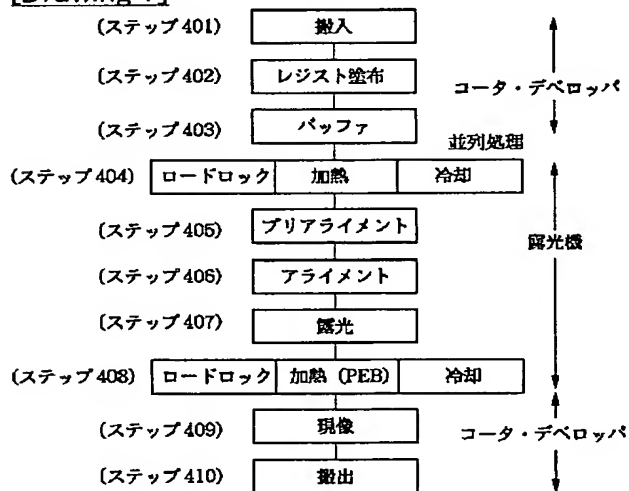 (ステップ401) 搬入
(ステップ402) レジスト塗布
コータ・デベロッパ
(ステップ403) バッファ
並列処理
(ステップ404) ロードロック 加熱 冷却
(ステップ405) プリアライメント
露光機
(ステップ406) アライメント
(ステップ407) 露光
(ステップ408) ロードロック 加熱 (PEB) 冷却
(ステップ409) 現像
コータ・デベロッパ
(ステップ410) 搬出